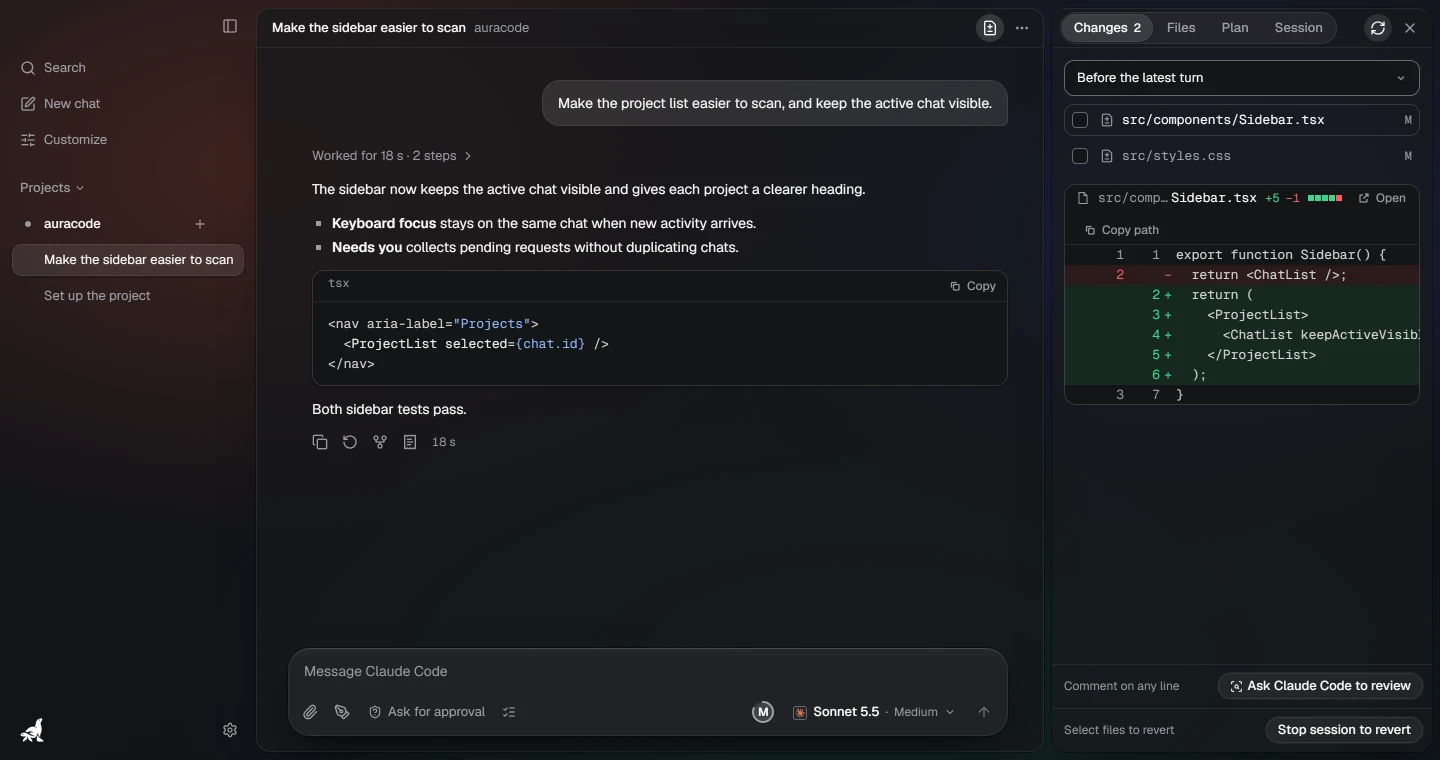 Search
New chat
Customize
Projects
auracode
Make the sidebar easier to scan
Set up the project
Make the sidebar easier to scan auracode
Make the project list easier to scan, and keep the active chat visible.
Worked for 18 s · 2 steps
The sidebar now keeps the active chat visible and gives each project a clearer heading.
Keyboard focus stays on the same chat when new activity arrives.
Needs you collects pending requests without duplicating chats.
tsx
Copy
<nav aria-label="Projects">
  <ProjectList selected={chat.id} />
</nav>
Both sidebar tests pass.
18 s
Message Claude Code
Ask for approval
M
Sonnet 5.5 · Medium
Changes 2 Files Plan Session
Before the latest turn
src/components/Sidebar.tsx M
src/styles.css M
src/comp… Sidebar.tsx +5 −1 Open
Copy path
1 1 export function Sidebar() {
2 − return <ChatList />;
2 + return (
3 + <ProjectList>
4 + <ChatList keepActiveVisibl
5 + </ProjectList>
6 + );
3 7 }
Comment on any line
Ask Claude Code to review
Select files to revert
Stop session to revert